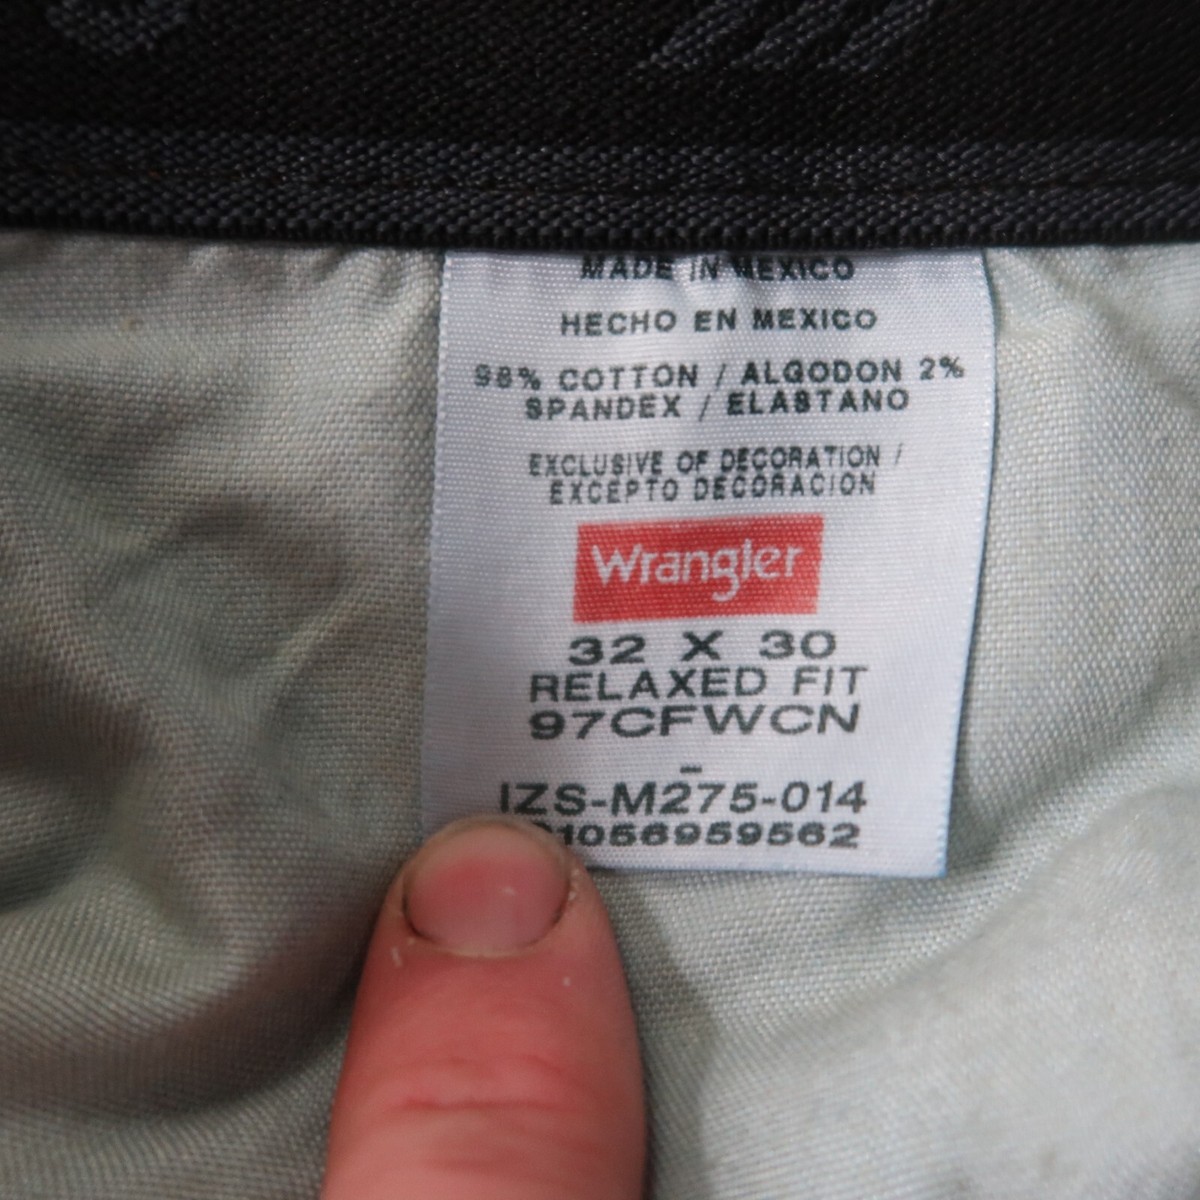 MADE IN MEXICO
HECHO EN MEXICO
98% COTTON / ALGODON 2%
SPANDEX / ELASTANO
EXCLUSIVE OF DECORATION /
EXCEPTO DECORACION
Wrangler
32 X 30
RELAXED FIT
97CFWCN
-
IZS-M275-014